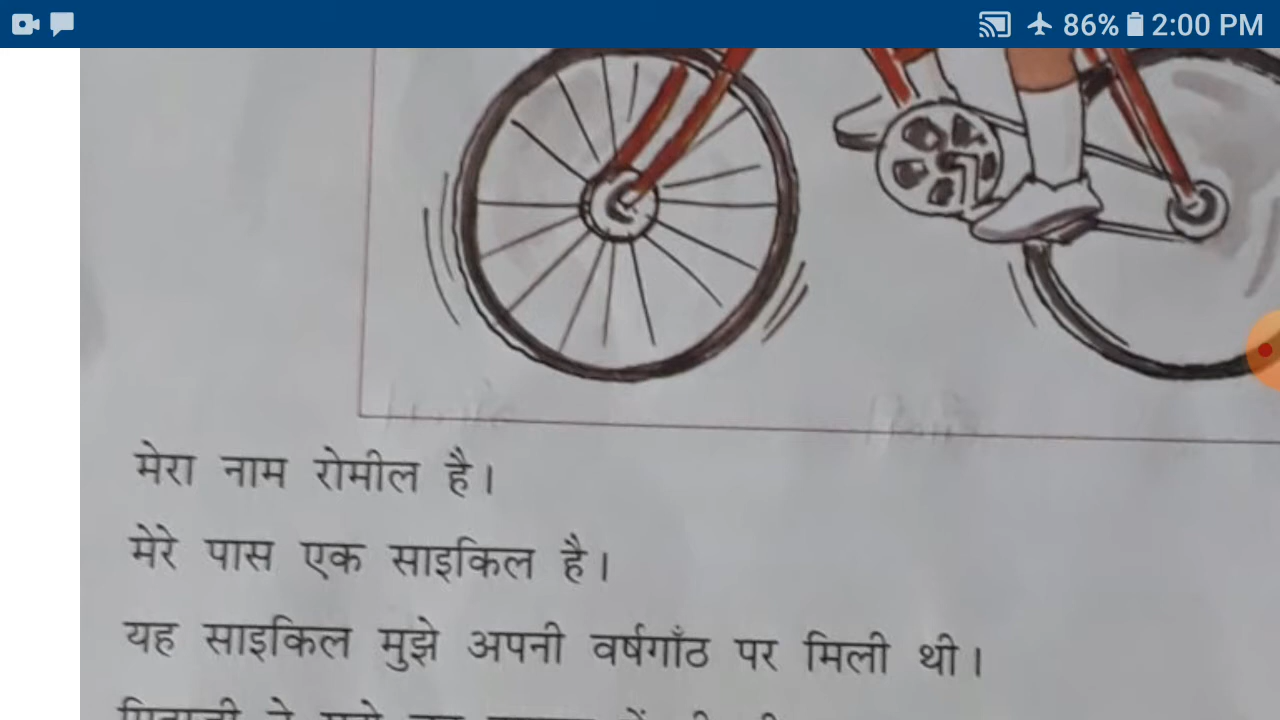 86% 2:00 PM
मेरा नाम रोमील है।
मेरे पास एक साइकिल है।
यह साइकिल मुझे अपनी वर्षगाँठ पर मिली थी।